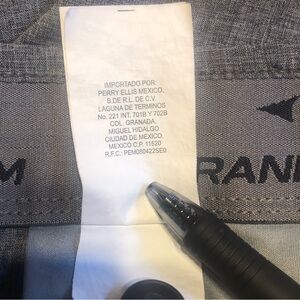 IMPORTADO POR:
PERRY ELLIS MEXICO,
S.DE R.L. DE C.V
LAGUNA DE TERMINOS
No. 221 INT. 701B Y 702B
COL. GRANADA,
MIGUEL HIDALGO
CIUDAD DE MEXICO,
MEXICO C.P. 11520
R.F.C.: PEM080422SE0
M
RAN